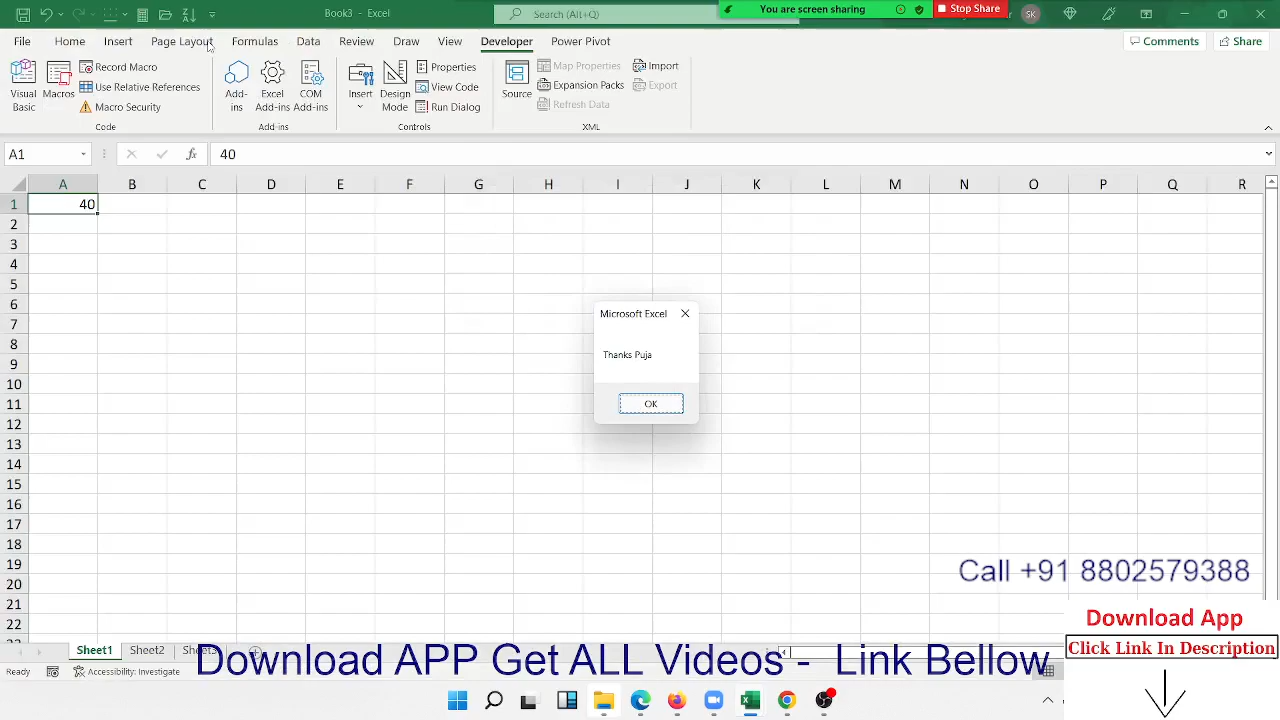 Book3 - Excel
Search (Alt+Q)
You are screen sharing
Stop Share
SK
File Home Insert Page Layout Formulas Data Review Draw View Developer Power Pivot
Comments Share
Visual Basic
Macros
Record Macro
Use Relative References
Macro Security
Code
Add-ins
Excel Add-ins
COM Add-ins
Add-ins
Insert
Design Mode
Properties
View Code
Run Dialog
Controls
Source
Map Properties
Expansion Packs
Refresh Data
Import
Export
XML
A1
fx
40
A B C D E F G H I J K L M N O P Q R
1 40
2
3
4
5
6
7
8
9
10
11
12
13
14
15
16
17
18
19
20
21
22
Microsoft Excel
Thanks Puja
OK
Call +91 8802579388
Download App
Click Link In Description
Sheet1 Sheet2
Download APP Get ALL Videos - Link Bellow
Ready
Accessibility: Investigate